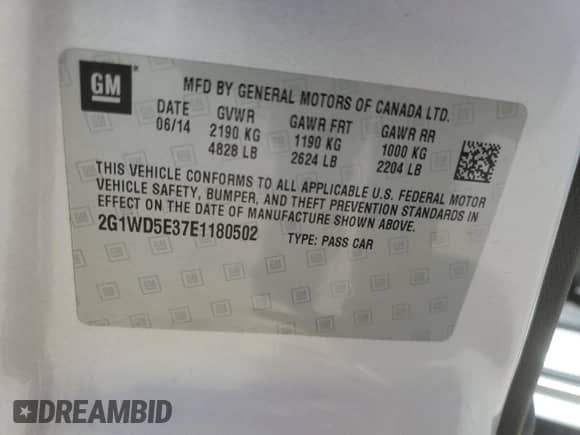 GM
MFD BY GENERAL MOTORS OF CANADA LTD.
DATE GVWR GAWR FRT GAWR RR
06/14 2190 KG 1190 KG 1000 KG
4828 LB 2624 LB 2204 LB
THIS VEHICLE CONFORMS TO ALL APPLICABLE U.S. FEDERAL MOTOR
VEHICLE SAFETY, BUMPER, AND THEFT PREVENTION STANDARDS IN
EFFECT ON THE DATE OF MANUFACTURE SHOWN ABOVE.
2G1WD5E37E1180502 TYPE: PASS CAR
DREAMBID